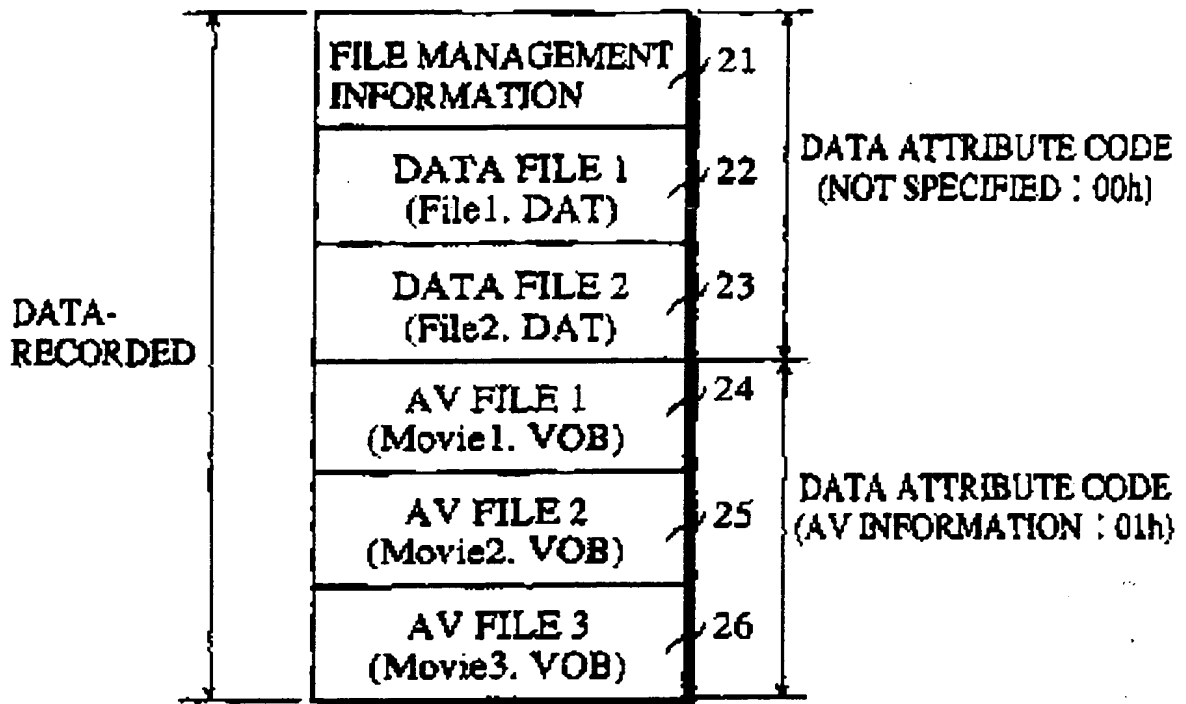 FILE MANAGEMENT
INFORMATION
21
DATA FILE 1
(File1. DAT)
22
DATA ATTRIBUTE CODE
(NOT SPECIFIED : 00h)
DATA FILE 2
(File2. DAT)
23
DATA-
RECORDED
AV FILE 1
(Movie1. VOB)
24
AV FILE 2
(Movie2. VOB)
25
DATA ATTRIBUTE CODE
(AV INFORMATION : 01h)
AV FILE 3
(Movie3. VOB)
26